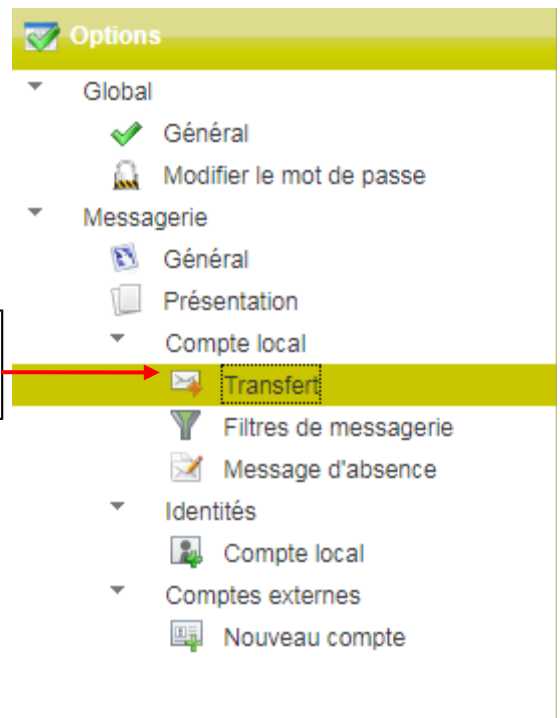 Options
Global
Général
Modifier le mot de passe
Messagerie
Général
Présentation
Compte local
Transfert
Filtres de messagerie
Message d'absence
Identités
Compte local
Comptes externes
Nouveau compte